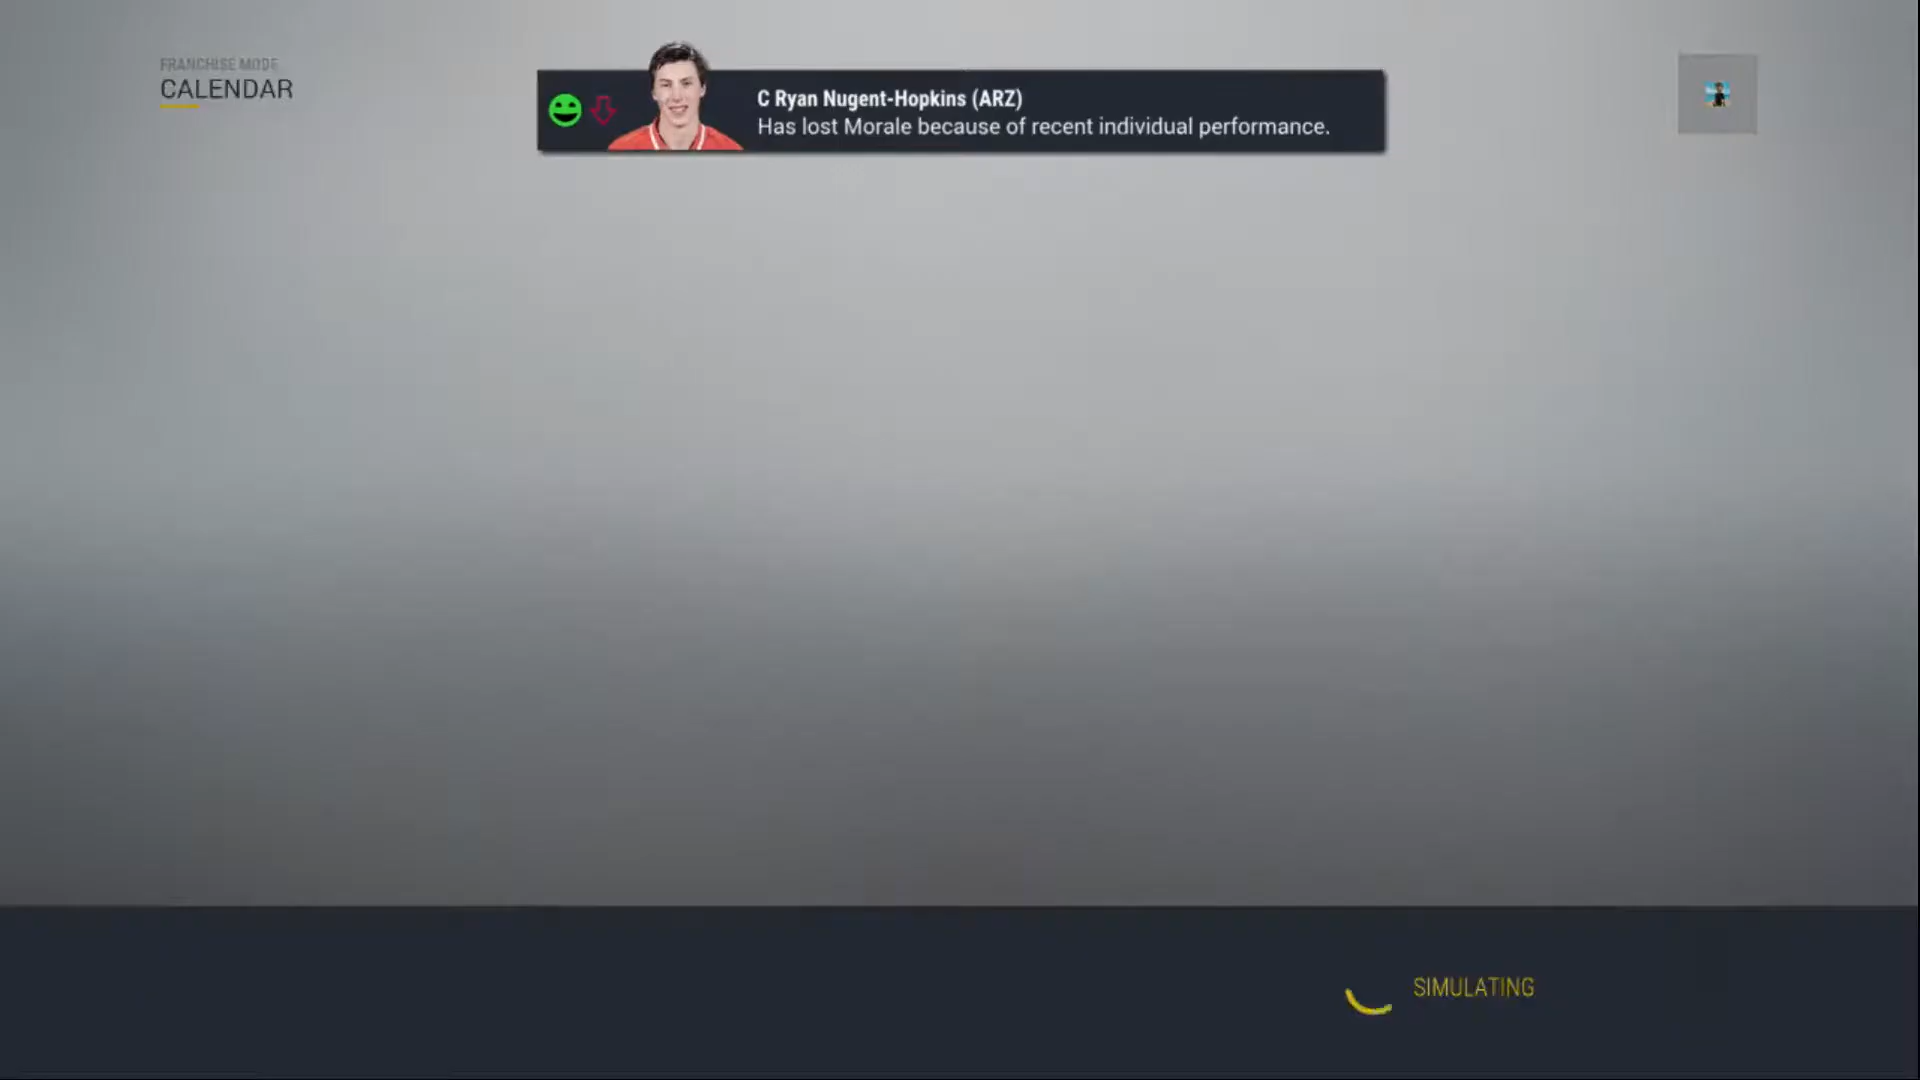 FRANCHISE MODE
CALENDAR
C Ryan Nugent-Hopkins (ARZ)
Has lost Morale because of recent individual performance.
SIMULATING